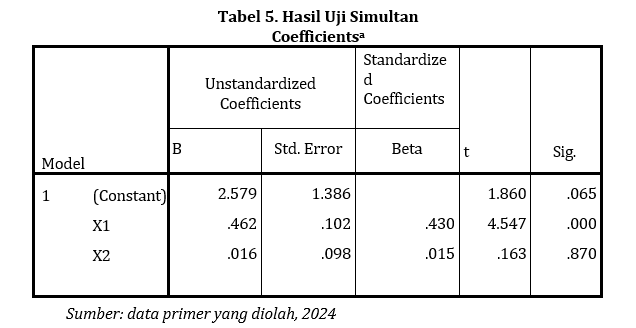 Tabel 5. Hasil Uji Simultan
Coefficientsᵃ
Model
Unstandardized
Coefficients
Standardize
d
Coefficients
t
Sig.
B
Std. Error
Beta
1 (Constant) 2.579 1.386 1.860 .065
X1 .462 .102 .430 4.547 .000
X2 .016 .098 .015 .163 .870
Sumber: data primer yang diolah, 2024